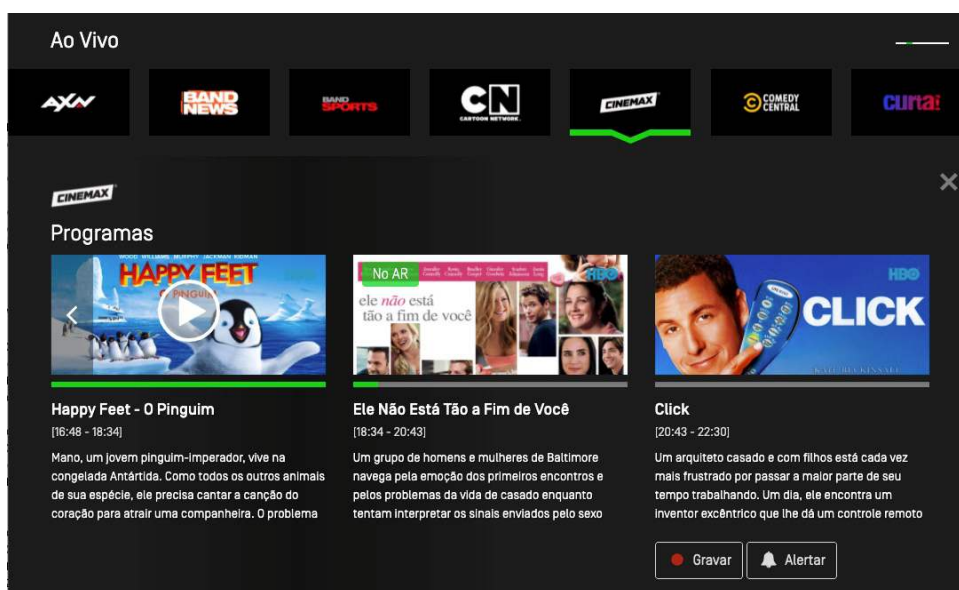 Ao Vivo
AXN
BAND NEWS
BAND SPORTS
CN CARTOON NETWORK.
CINEMAX
COMEDY CENTRAL
curta!
CINEMAX
Programas
WOOD WILLIAMS MURPHY JACKMAN KIDMAN
HAPPY FEET
O PINGUIM
No AR
HBO
ele não está
tão a fim de você
HBO
CLICK
KATE BECKINSALE
Happy Feet - O Pinguim
[16:48 - 18:34]
Mano, um jovem pinguim-imperador, vive na
congelada Antártida. Como todos os outros animais
de sua espécie, ele precisa cantar a canção do
coração para atrair uma companheira. O problema
Ele Não Está Tão a Fim de Você
[18:34 - 20:43]
Um grupo de homens e mulheres de Baltimore
navega pela emoção dos primeiros encontros e
pelos problemas da vida de casado enquanto
tentam interpretar os sinais enviados pelo sexo
Click
[20:43 - 22:30]
Um arquiteto casado e com filhos está cada vez
mais frustrado por passar a maior parte de seu
tempo trabalhando. Um dia, ele encontra um
inventor excêntrico que lhe dá um controle remoto
Gravar
Alertar